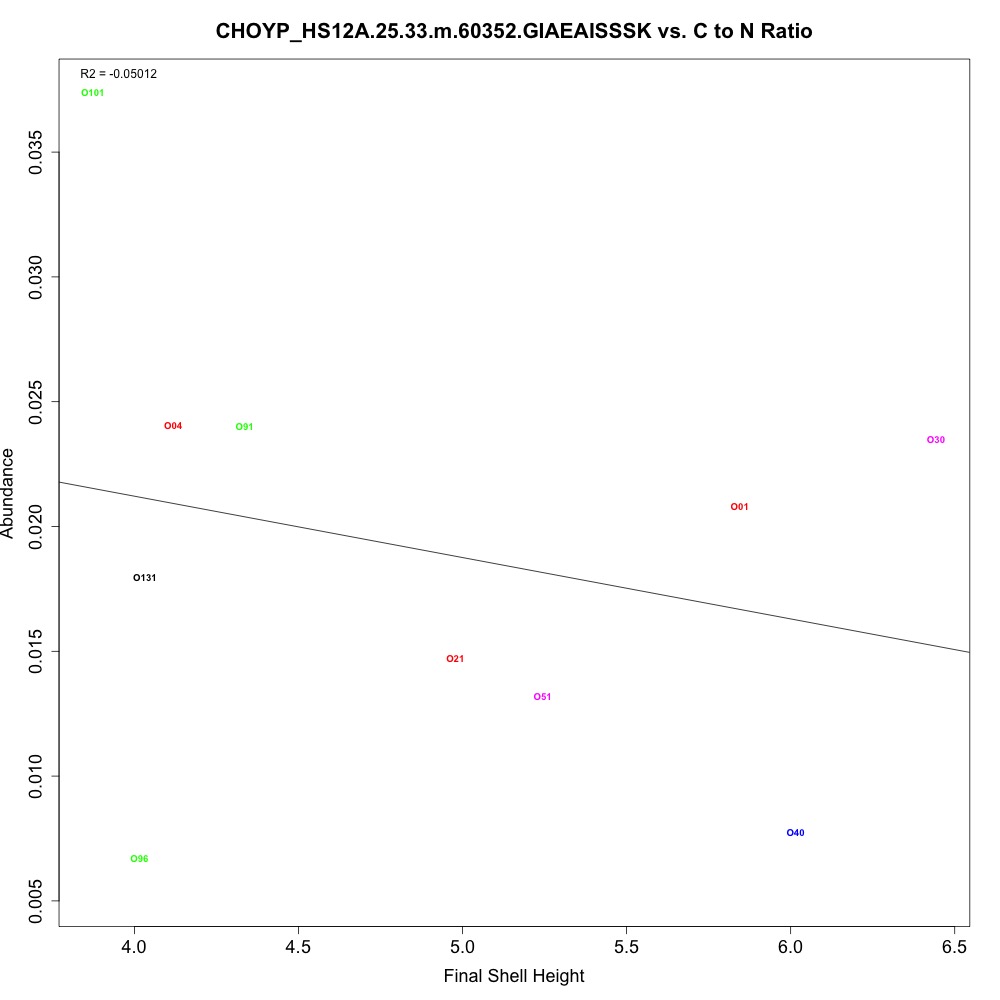 CHOYP_HS12A.25.33.m.60352.GIAEAISSSK vs. C to N Ratio
R2 = -0.05012
O101
0.035
0.030
0.025
O04
O91
O30
Abundance
0.020
O01
O131
0.015
O21
O51
0.010
O40
O96
0.005
4.0 4.5 5.0 5.5 6.0 6.5
Final Shell Height